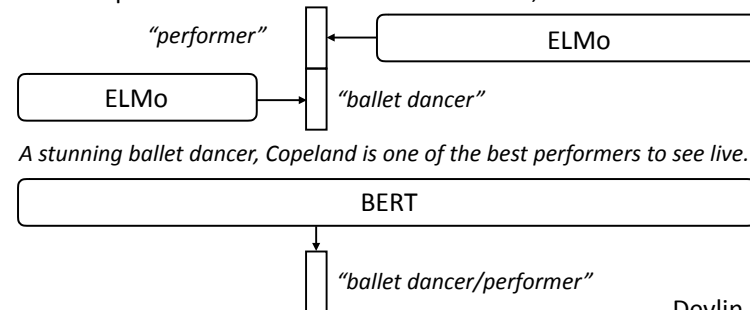 “performer”
ELMo
ELMo
“ballet dancer”
A stunning ballet dancer, Copeland is one of the best performers to see live.
BERT
“ballet dancer/performer”
Devlin